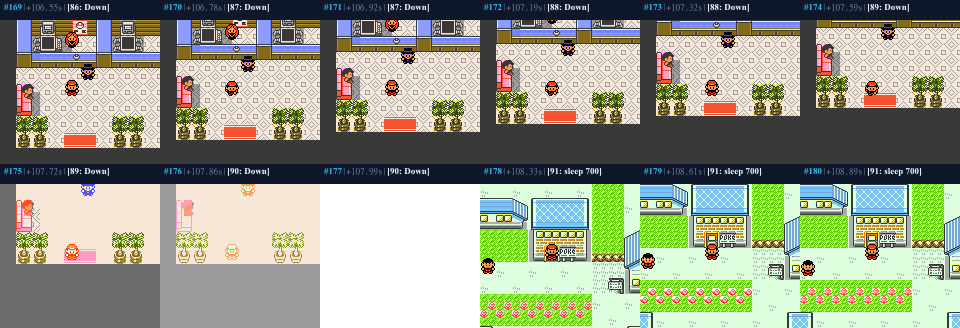 #169|+106.55s|[86: Down]
#170|+106.78s|[87: Down]
#171|+106.92s|[87: Down]
#172|+107.19s|[88: Down]
#173|+107.32s|[88: Down]
#174|+107.59s|[89: Down]
#175|+107.72s|[89: Down]
#176|+107.86s|[90: Down]
#177|+107.99s|[90: Down]
#178|+108.33s|[91: sleep 700]
#179|+108.61s|[91: sleep 700]
#180|+108.89s|[91: sleep 700]
POKE
POKE
POKE